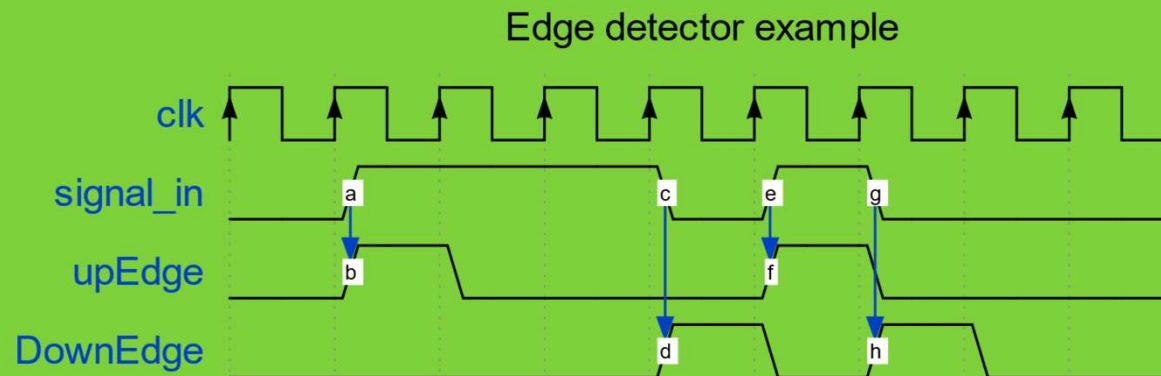 Edge detector example
clk
signal_in
a c e g
upEdge
b f
DownEdge
d h